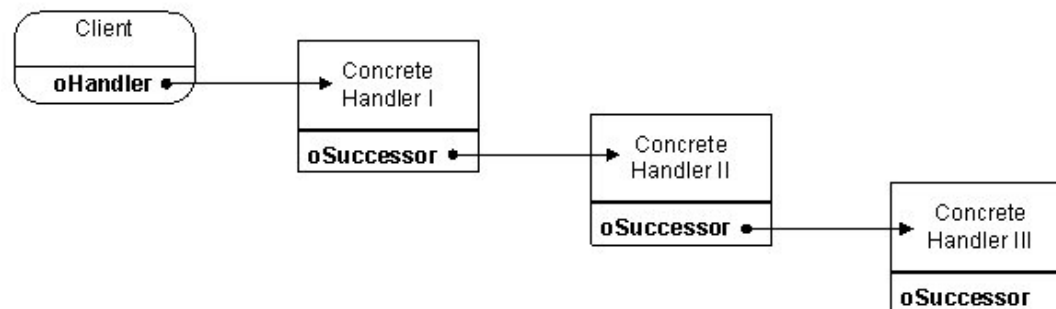 Client
oHandler
Concrete
Handler I
oSuccessor
Concrete
Handler II
oSuccessor
Concrete
Handler III
oSuccessor